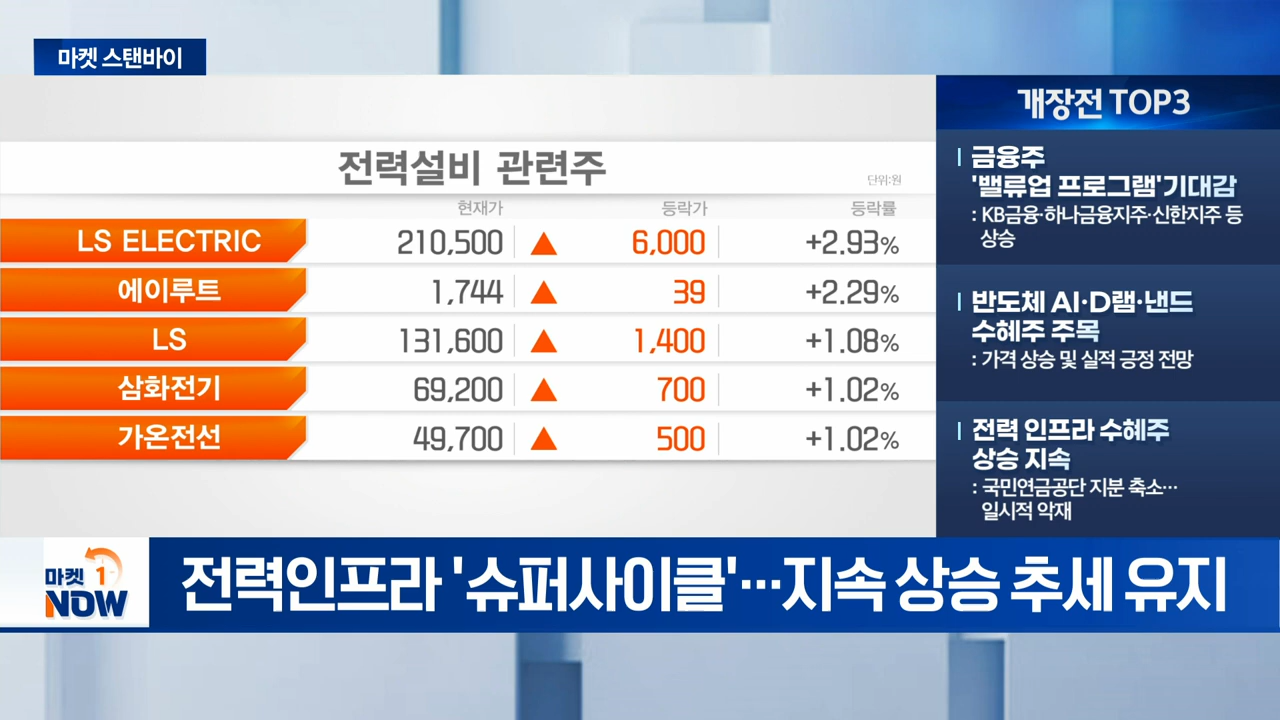 마켓 스탠바이
전력설비 관련주
단위:원
현재가 등락가 등락률
LS ELECTRIC 210,500 ▲ 6,000 +2.93%
에이루트 1,744 ▲ 39 +2.29%
LS 131,600 ▲ 1,400 +1.08%
삼화전기 69,200 ▲ 700 +1.02%
가온전선 49,700 ▲ 500 +1.02%
개장전 TOP3
금융주
'밸류업 프로그램'기대감
: KB금융·하나금융지주·신한지주 등
상승
반도체 AI·D램·낸드
수혜주 주목
: 가격 상승 및 실적 긍정 전망
전력 인프라 수혜주
상승 지속
: 국민연금공단 지분 축소…
일시적 악재
마켓 1
NOW
전력인프라 '슈퍼사이클'…지속 상승 추세 유지